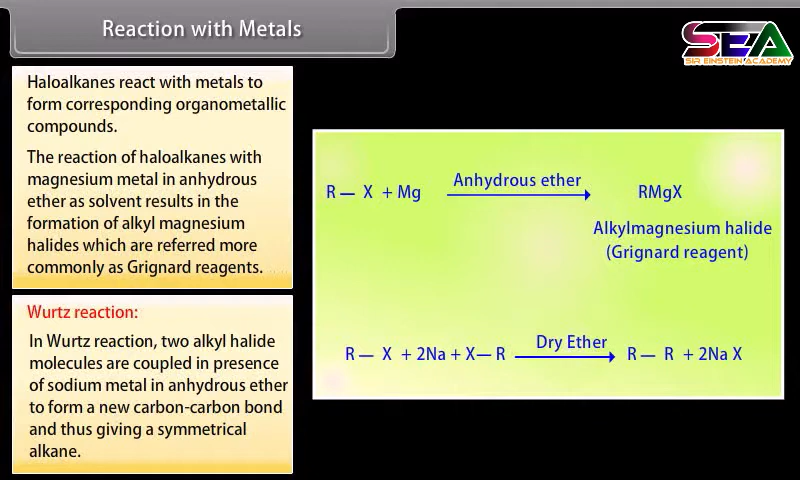 Reaction with Metals
SEA
SIR EINSTEIN ACADEMY
Haloalkanes react with metals to
form corresponding organometallic
compounds.
The reaction of haloalkanes with
magnesium metal in anhydrous
ether as solvent results in the
formation of alkyl magnesium
halides which are referred more
commonly as Grignard reagents.
R — X + Mg Anhydrous ether RMgX
Alkylmagnesium halide
(Grignard reagent)
Wurtz reaction:
In Wurtz reaction, two alkyl halide
molecules are coupled in presence
of sodium metal in anhydrous ether
to form a new carbon-carbon bond
and thus giving a symmetrical
alkane.
R — X + 2Na + X — R Dry Ether R — R + 2Na X